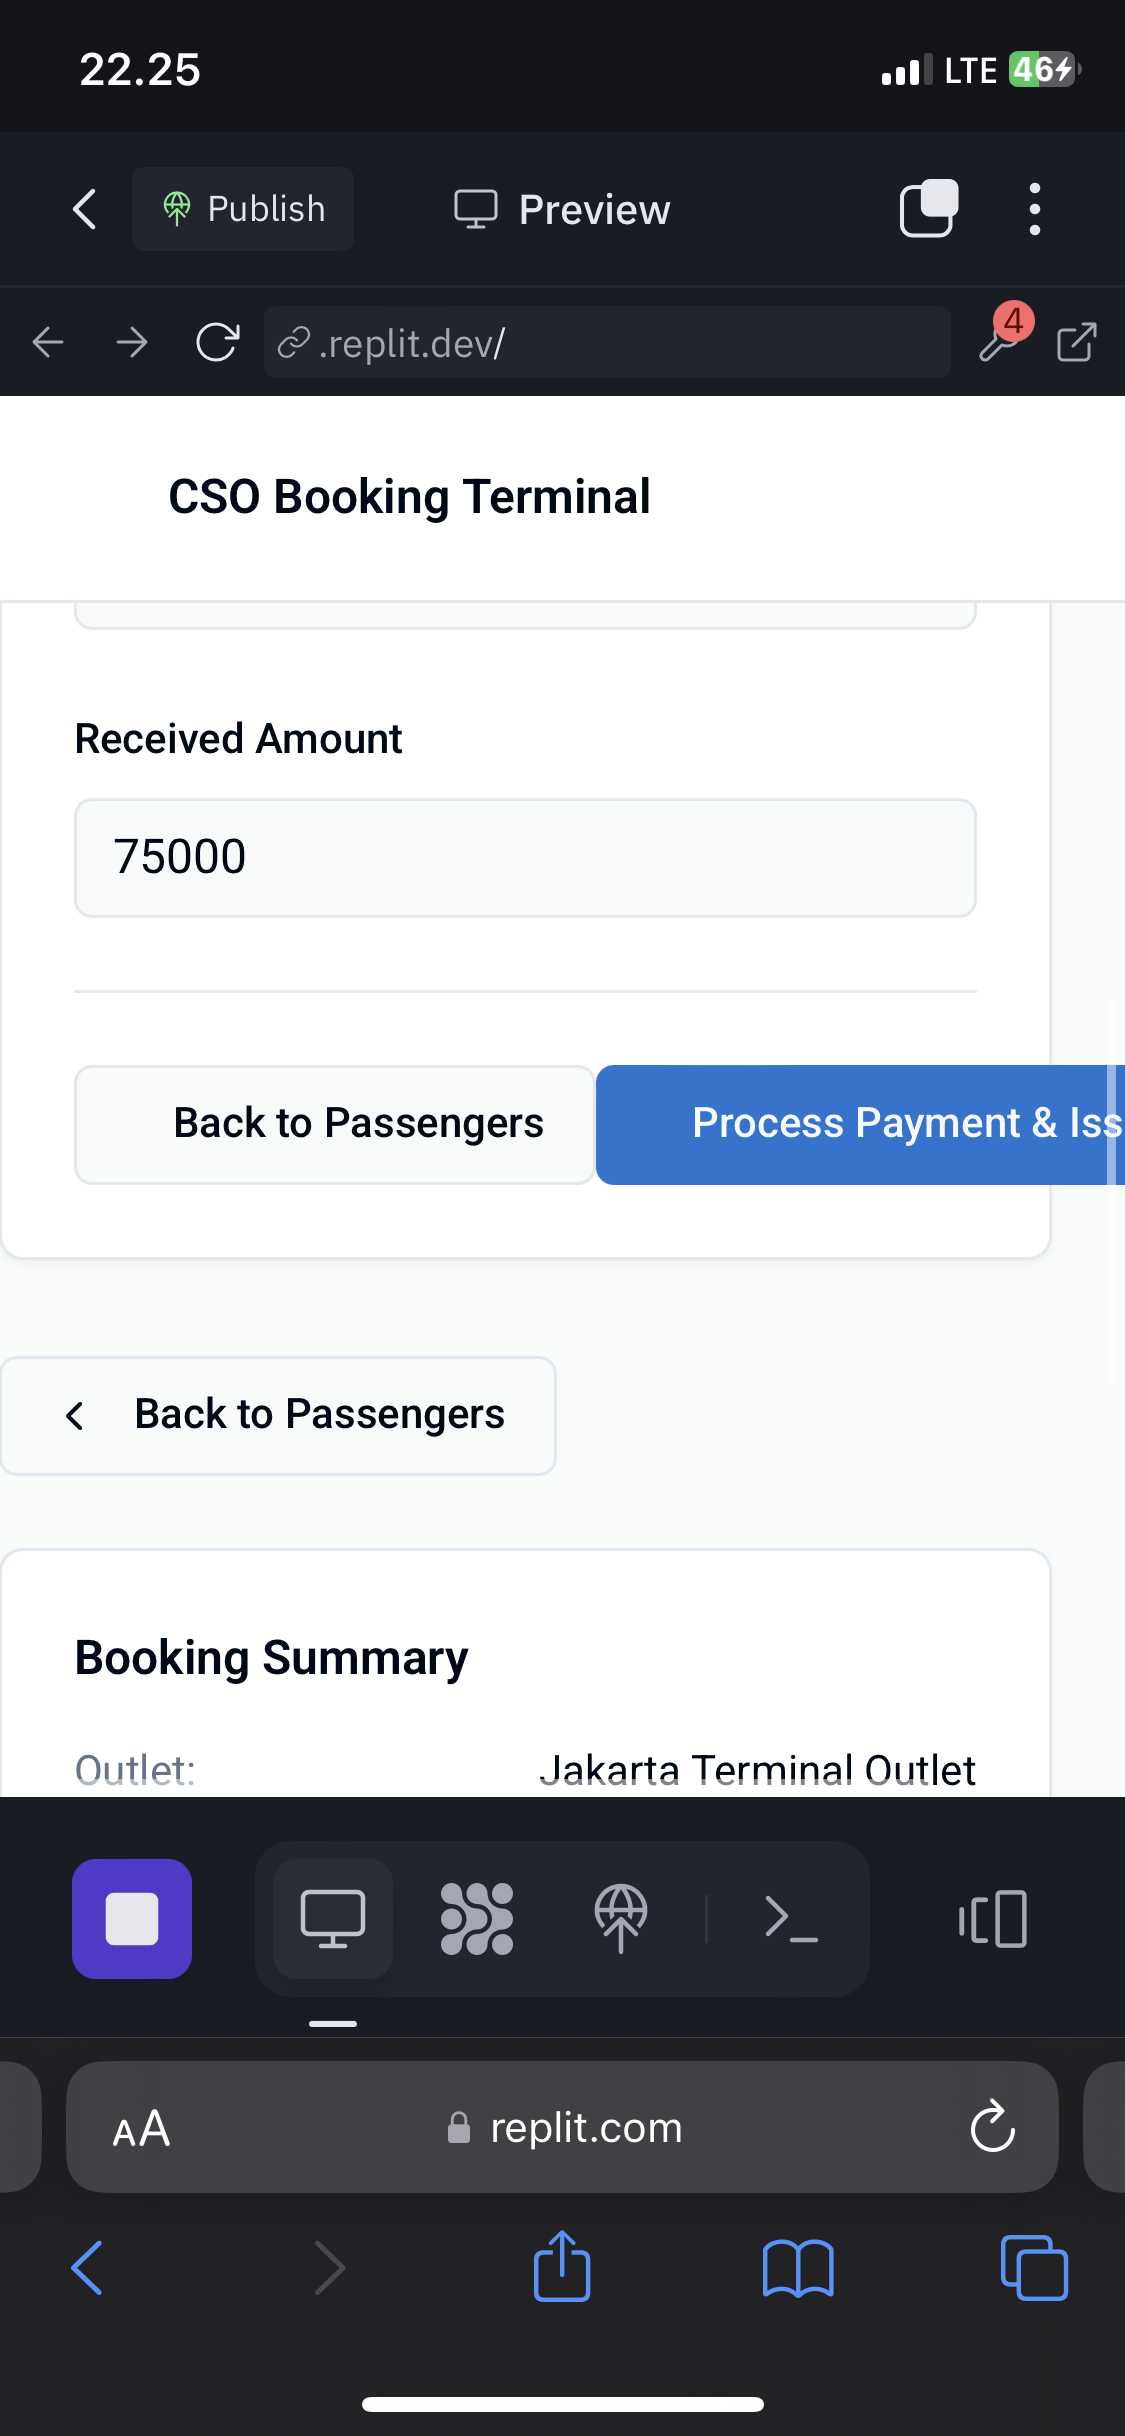 22.25
LTE 46
Publish
Preview
.replit.dev/
4
CSO Booking Terminal
Received Amount
75000
Back to Passengers
Process Payment & Iss
Back to Passengers
Booking Summary
Outlet: Jakarta Terminal Outlet
AA replit.com